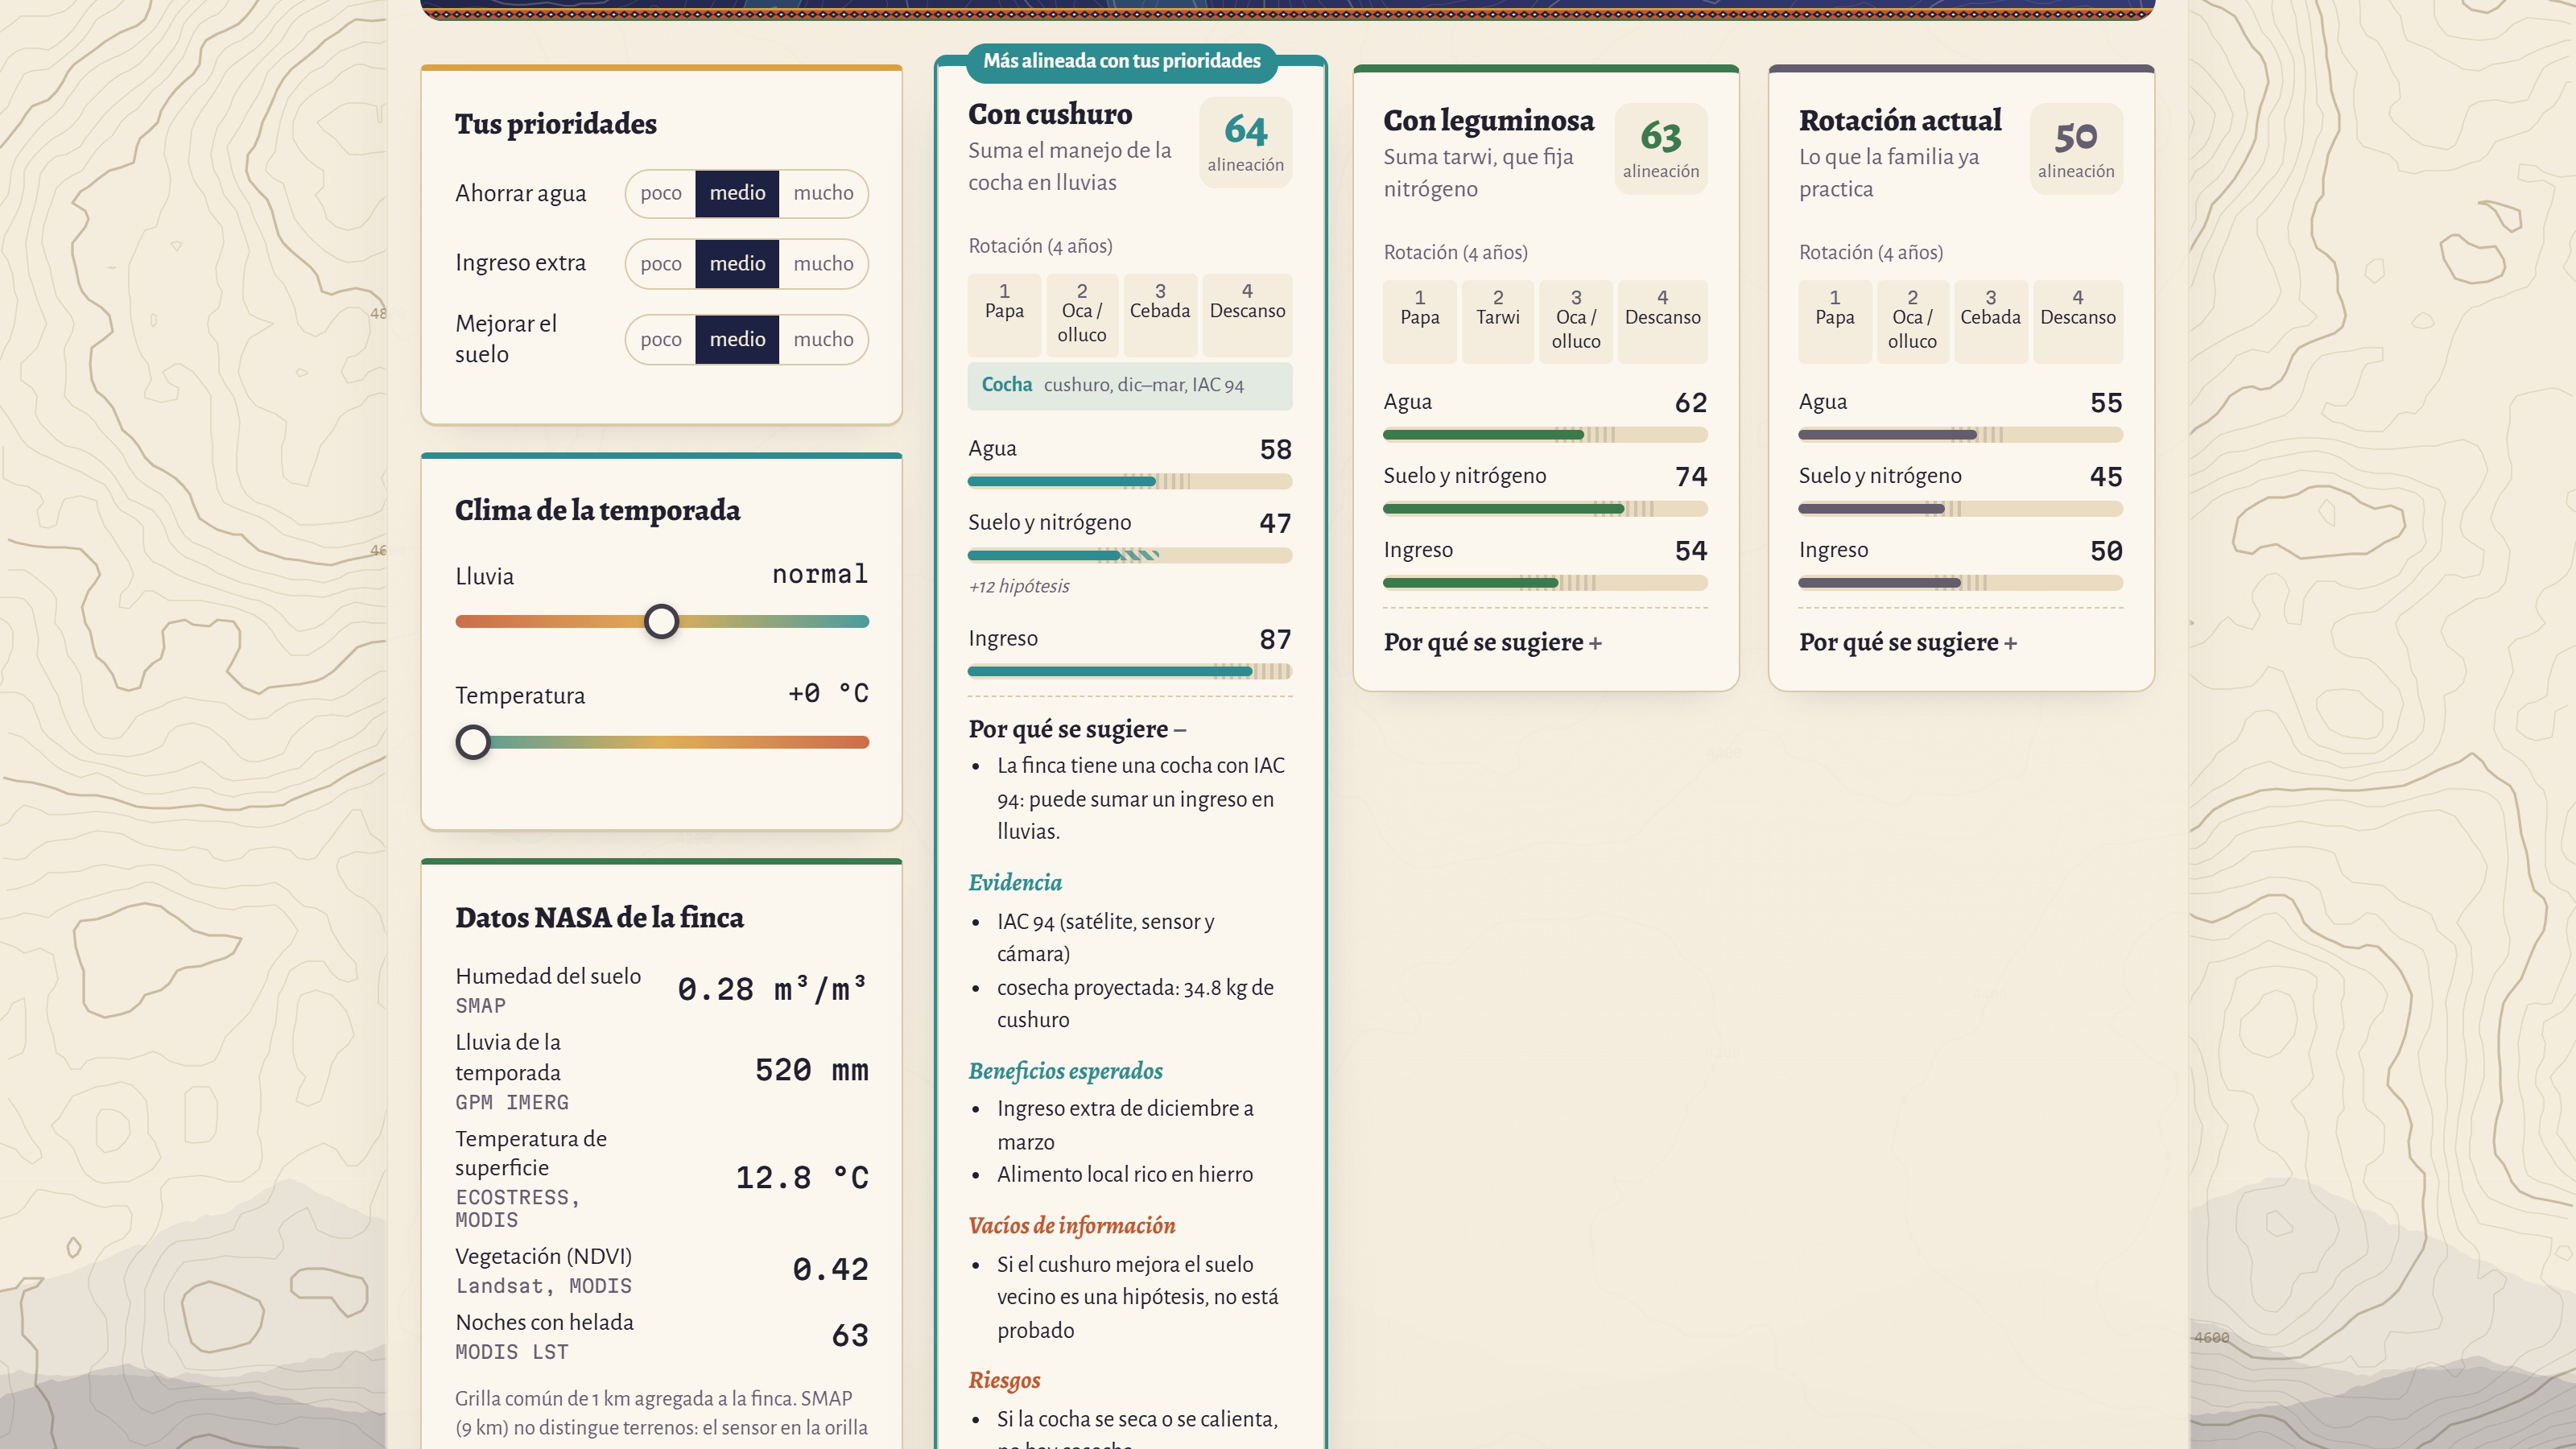 Tus prioridades
Ahorrar agua
poco medio mucho
Ingreso extra
poco medio mucho
Mejorar el
suelo
poco medio mucho
Clima de la temporada
Lluvia normal
Temperatura +0 °C
Datos NASA de la finca
Humedad del suelo
SMAP
0.28 m³/m³
Lluvia de la
temporada
GPM IMERG
520 mm
Temperatura de
superficie
ECOSTRESS,
MODIS
12.8 °C
Vegetación (NDVI)
Landsat, MODIS
0.42
Noches con helada
MODIS LST
63
Grilla común de 1 km agregada a la finca. SMAP
(9 km) no distingue terrenos: el sensor en la orilla
Más alineada con tus prioridades
Con cushuro
Suma el manejo de la
cocha en lluvias
64
alineación
Rotación (4 años)
1 Papa
2 Oca /
olluco
3 Cebada
4 Descanso
Cocha cushuro, dic–mar, IAC 94
Agua 58
Suelo y nitrógeno 47
+12 hipótesis
Ingreso 87
Por qué se sugiere –
• La finca tiene una cocha con IAC
94: puede sumar un ingreso en
lluvias.
Evidencia
• IAC 94 (satélite, sensor y
cámara)
• cosecha proyectada: 34.8 kg de
cushuro
Beneficios esperados
• Ingreso extra de diciembre a
marzo
• Alimento local rico en hierro
Vacíos de información
• Si el cushuro mejora el suelo
vecino es una hipótesis, no está
probado
Riesgos
• Si la cocha se seca o se calienta,
Con leguminosa
Suma tarwi, que fija
nitrógeno
63
alineación
Rotación (4 años)
1 Papa
2 Tarwi
3 Oca /
olluco
4 Descanso
Agua 62
Suelo y nitrógeno 74
Ingreso 54
Por qué se sugiere +
Rotación actual
Lo que la familia ya
practica
50
alineación
Rotación (4 años)
1 Papa
2 Oca /
olluco
3 Cebada
4 Descanso
Agua 55
Suelo y nitrógeno 45
Ingreso 50
Por qué se sugiere +
4600